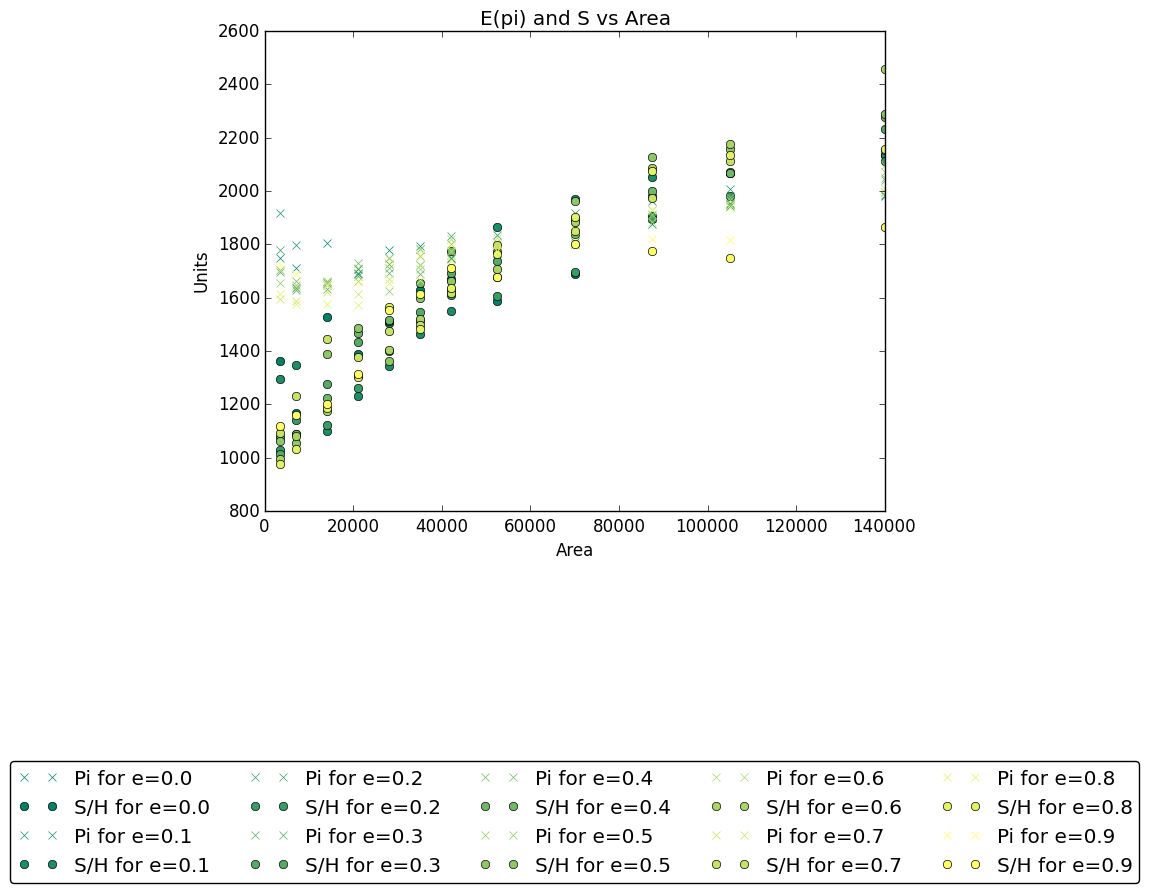 E(pi) and S vs Area
2600
2400
2200
2000
1800
1600
1400
1200
1000
800
Units
0 20000 40000 60000 80000 100000 120000 140000
Area
Pi for e=0.0 Pi for e=0.2 Pi for e=0.4 Pi for e=0.6 Pi for e=0.8
S/H for e=0.0 S/H for e=0.2 S/H for e=0.4 S/H for e=0.6 S/H for e=0.8
Pi for e=0.1 Pi for e=0.3 Pi for e=0.5 Pi for e=0.7 Pi for e=0.9
S/H for e=0.1 S/H for e=0.3 S/H for e=0.5 S/H for e=0.7 S/H for e=0.9